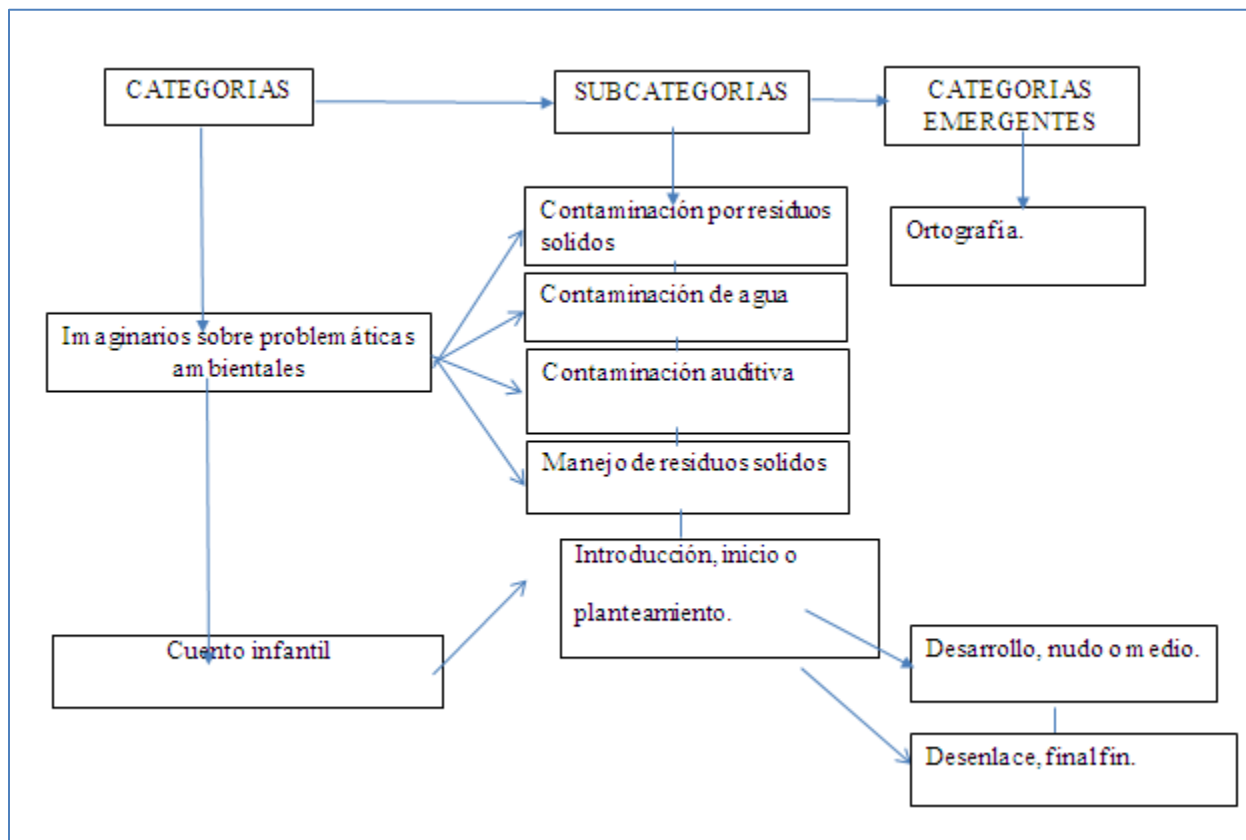 CATEGORIAS
SUBCATEGORIAS
CATEGORIAS
EMERGENTES
Contaminación por residuos
solidos
Ortografía.
Contaminación de agua
Imaginarios sobre problemáticas
ambientales
Contaminación auditiva
Manejo de residuos solidos
Introducción, inicio o
planteamiento.
Cuento infantil
Desarrollo, nudo o medio.
Desenlace, final fin.